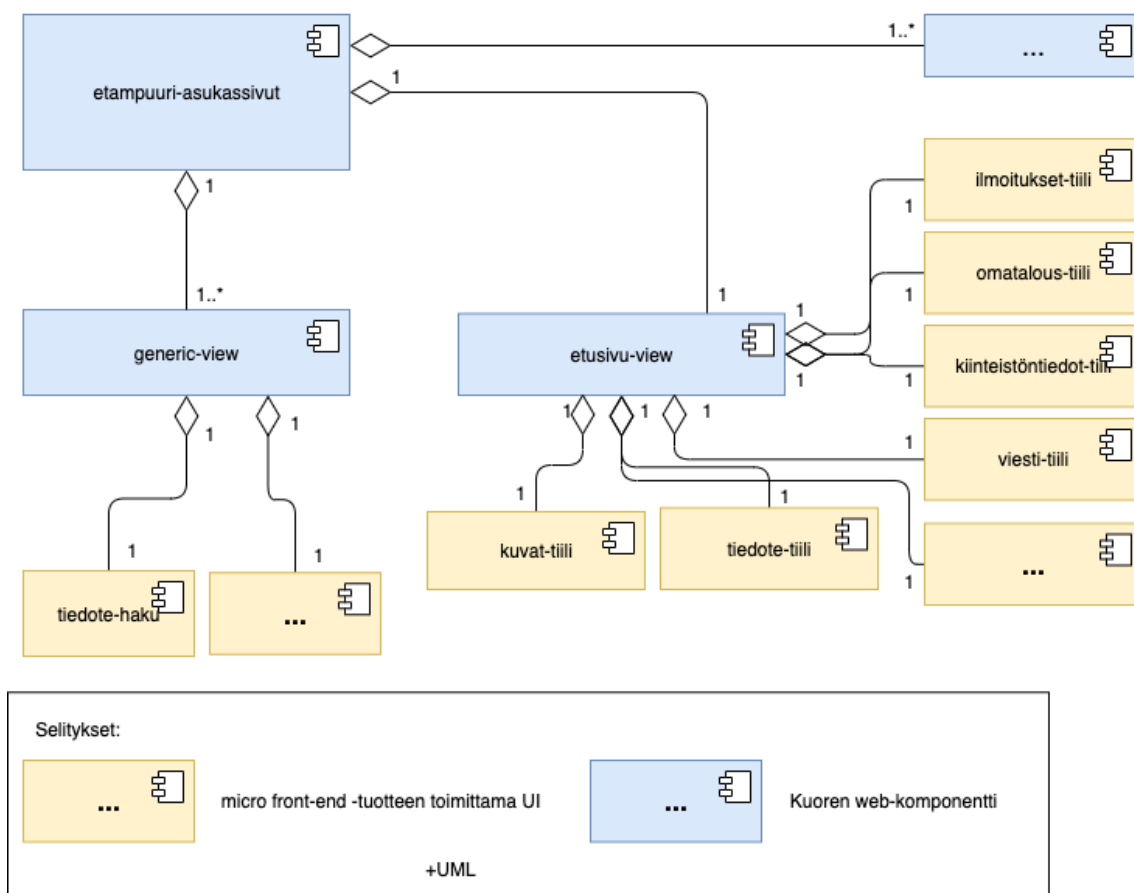 1..*
...
etampuuri-asukassivut
1
1
ilmoitukset-tiili
1
omatalous-tiili
1
1..*
1
1
generic-view
etusivu-view
kiinteistöntiedot-tiili
1
1
1
1
1
1
1
1
viesti-tiili
1
1
1
kuvat-tiili
tiedote-tiili
...
1
1
1
tiedote-haku
...
Selitykset:
...
micro front-end -tuotteen toimittama UI
...
Kuoren web-komponentti
+UML